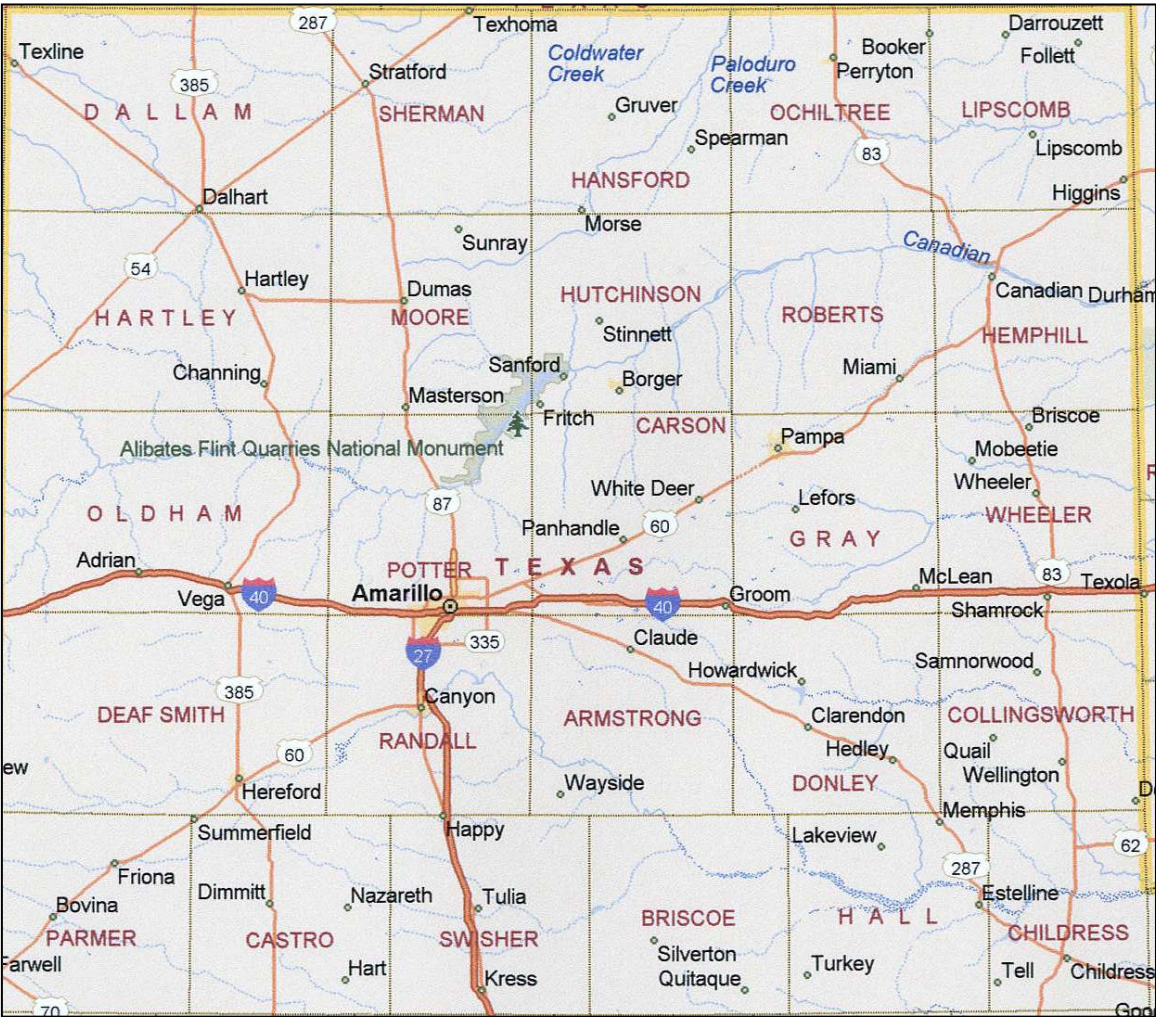 TEXAS
287
Texhoma
Darrouzett
Texline
Coldwater
Creek
Booker
Follett
Stratford
Paloduro
Creek
Perryton
385
DALLAM
SHERMAN
Gruver
OCHILTREE
LIPSCOMB
Spearman
83
Lipscomb
HANSFORD
Higgins
Dalhart
Morse
Sunray
Canadian
54
Hartley
Dumas
HUTCHINSON
Canadian
Durham
HARTLEY
MOORE
Stinnett
ROBERTS
HEMPHILL
Channing
Sanford
Borger
Miami
Masterson
Fritch
CARSON
Briscoe
Alibates Flint Quarries National Monument
Pampa
Mobeetie
Wheeler
White Deer
87
Lefors
OLDHAM
Panhandle
60
GRAY
WHEELER
Adrian
POTTER
TEXAS
McLean
83
Texola
Vega
40
Amarillo
40
Groom
Shamrock
27
335
Claude
Howardwick
Samnorwood
385
Canyon
DEAF SMITH
RANDALL
ARMSTRONG
Clarendon
COLLINGSWORTH
60
Hedley
Quail
ew
Hereford
Wayside
DONLEY
Wellington
Summerfield
Happy
Memphis
Lakeview
62
Friona
287
Dimmitt
Nazareth
Tulia
Estelline
Bovina
BRISCOE
HALL
PARMER
CASTRO
SWISHER
CHILDRESS
Farwell
Hart
Kress
Silverton
Quitaque
Turkey
Tell
Childress
70